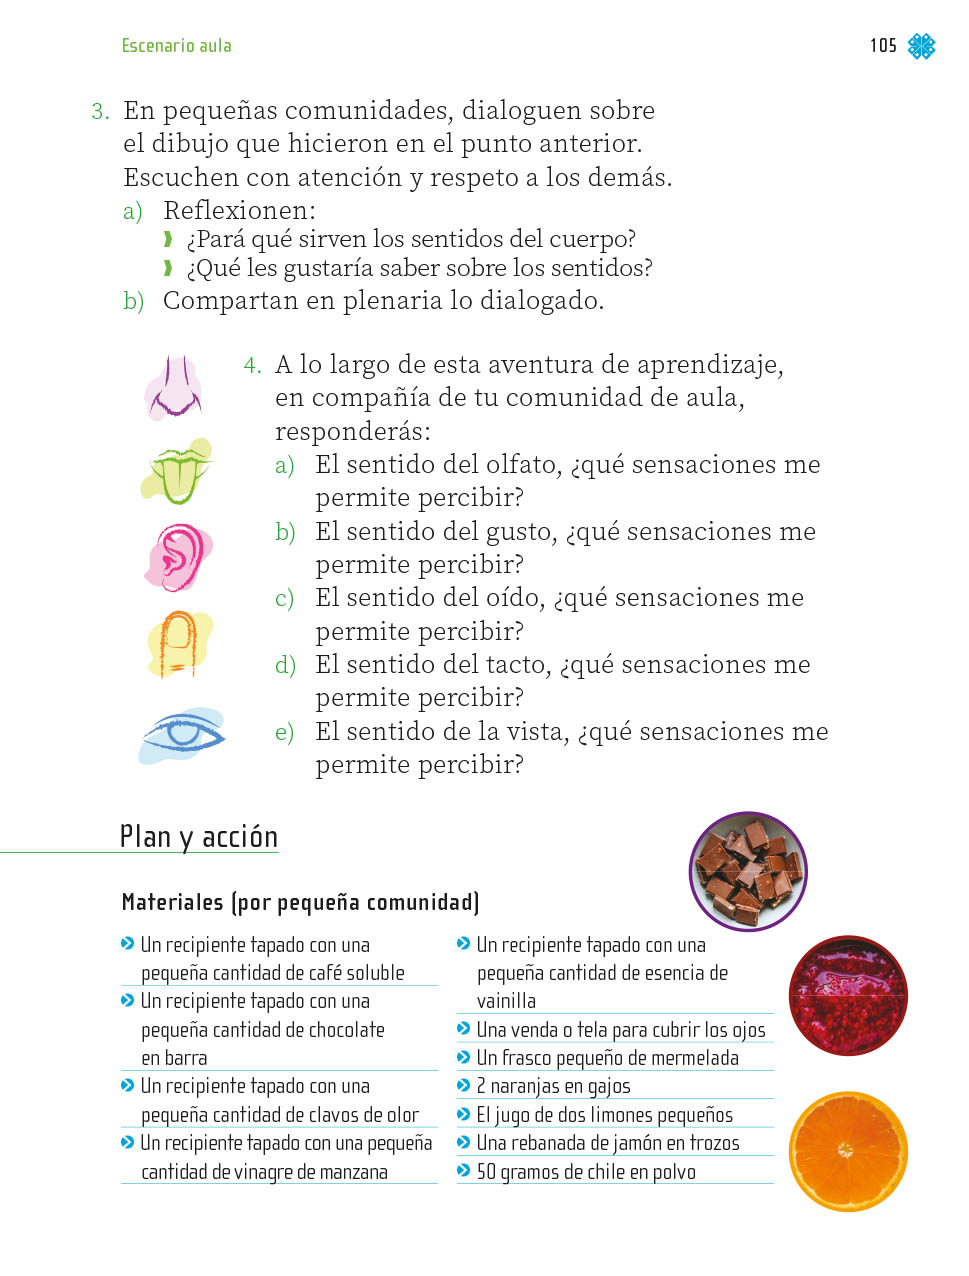 Escenario aula
105
3. En pequeñas comunidades, dialoguen sobre
el dibujo que hicieron en el punto anterior.
Escuchen con atención y respeto a los demás.
a) Reflexionen:
¿Pará qué sirven los sentidos del cuerpo?
¿Qué les gustaría saber sobre los sentidos?
b) Compartan en plenaria lo dialogado.
4. A lo largo de esta aventura de aprendizaje,
en compañía de tu comunidad de aula,
responderás:
a) El sentido del olfato, ¿qué sensaciones me
permite percibir?
b) El sentido del gusto, ¿qué sensaciones me
permite percibir?
c) El sentido del oído, ¿qué sensaciones me
permite percibir?
d) El sentido del tacto, ¿qué sensaciones me
permite percibir?
e) El sentido de la vista, ¿qué sensaciones me
permite percibir?
Plan y acción
Materiales (por pequeña comunidad)
Un recipiente tapado con una
pequeña cantidad de café soluble
Un recipiente tapado con una
pequeña cantidad de chocolate
en barra
Un recipiente tapado con una
pequeña cantidad de clavos de olor
Un recipiente tapado con una pequeña
cantidad de vinagre de manzana
Un recipiente tapado con una
pequeña cantidad de esencia de
vainilla
Una venda o tela para cubrir los ojos
Un frasco pequeño de mermelada
2 naranjas en gajos
El jugo de dos limones pequeños
Una rebanada de jamón en trozos
50 gramos de chile en polvo